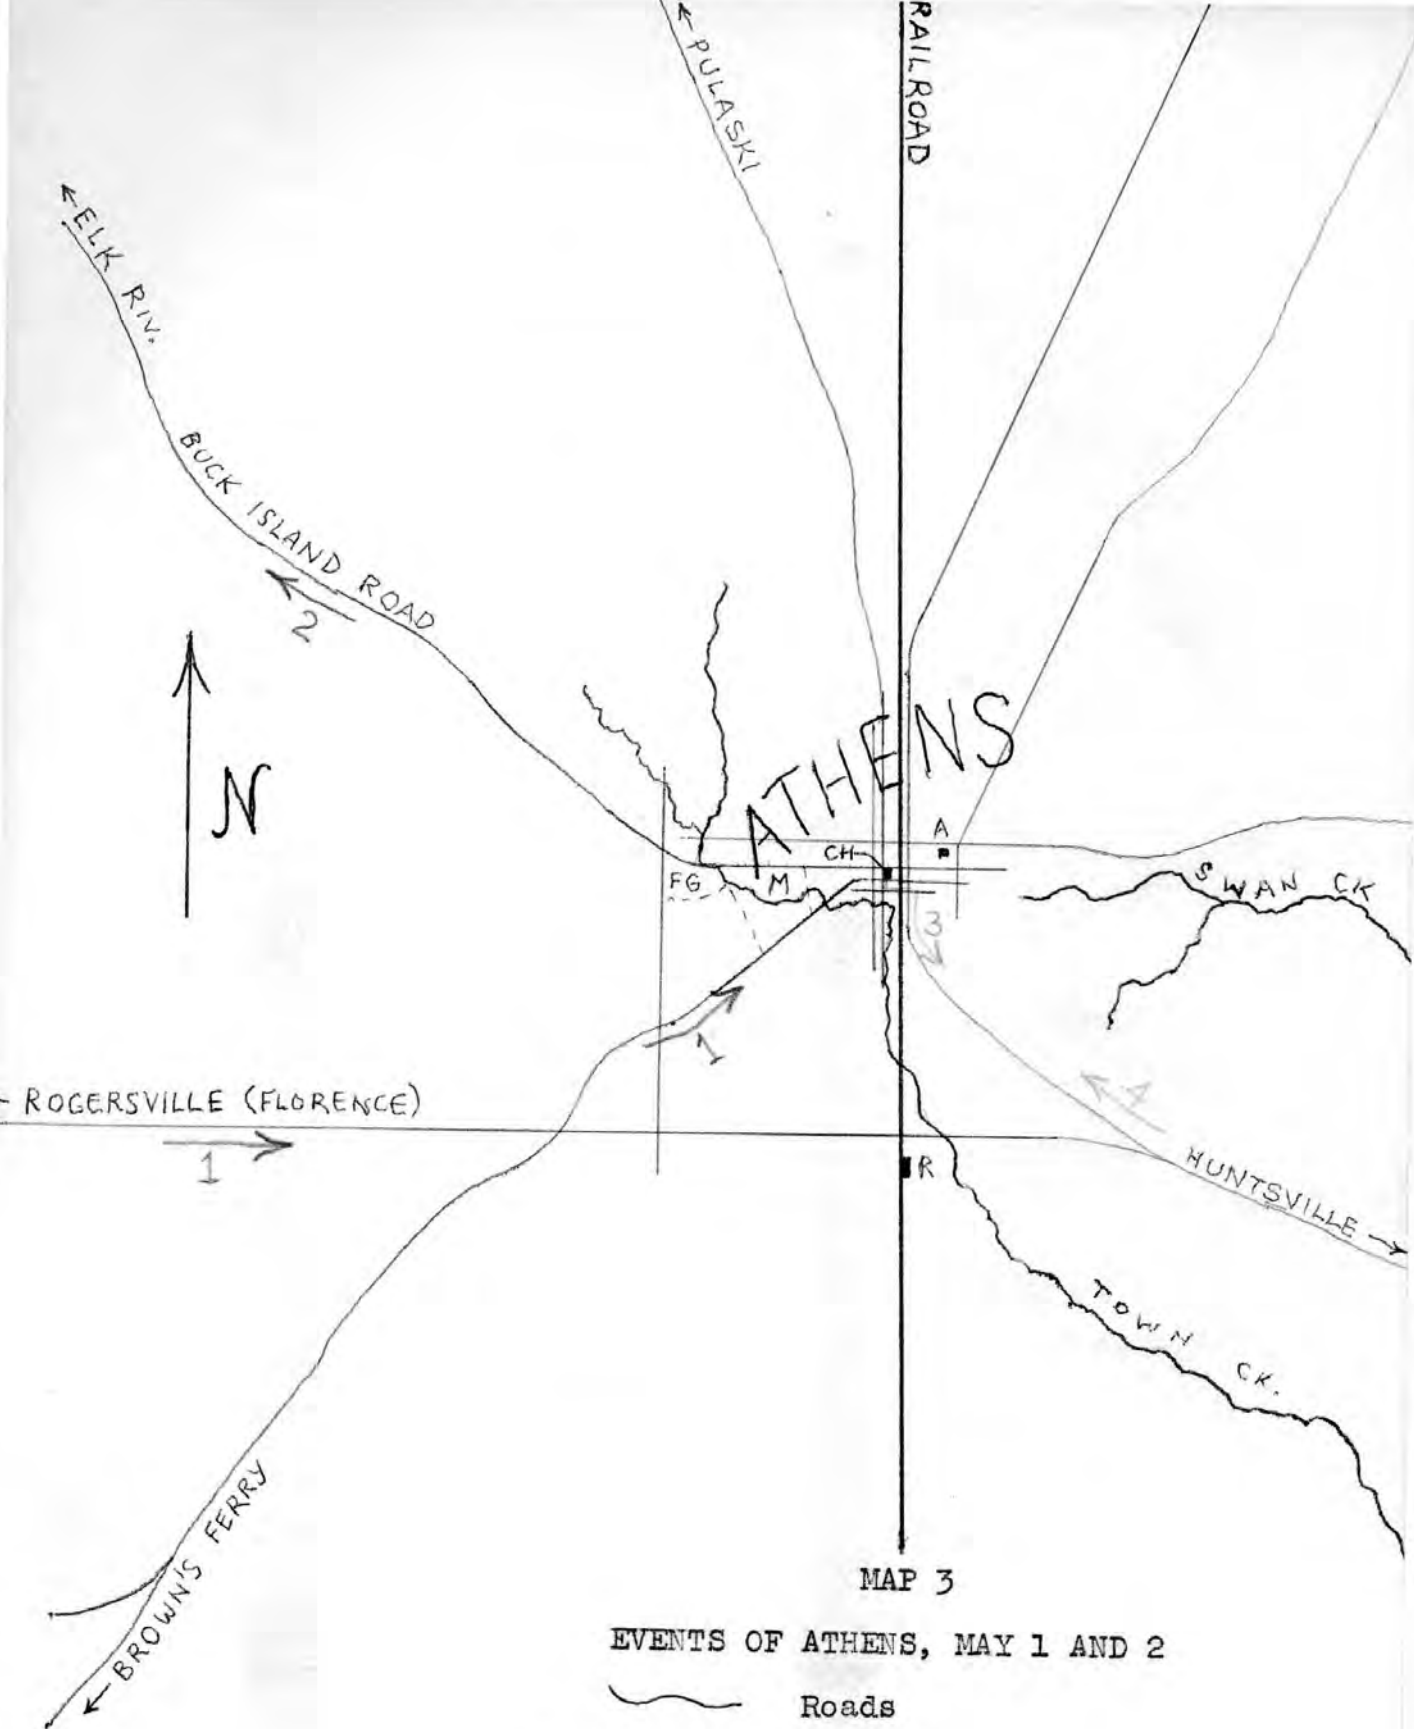 RAILROAD
←PULASKI
←ELK RIV.
BUCK ISLAND ROAD
2
N
ATHENS
A
CH
FG
M
SWAN CK
3
1
4
ROGERSVILLE (FLORENCE)
1
R
HUNTSVILLE →
TOWN CK.
←BROWN'S FERRY
MAP 3
EVENTS OF ATHENS, MAY 1 AND 2
Roads